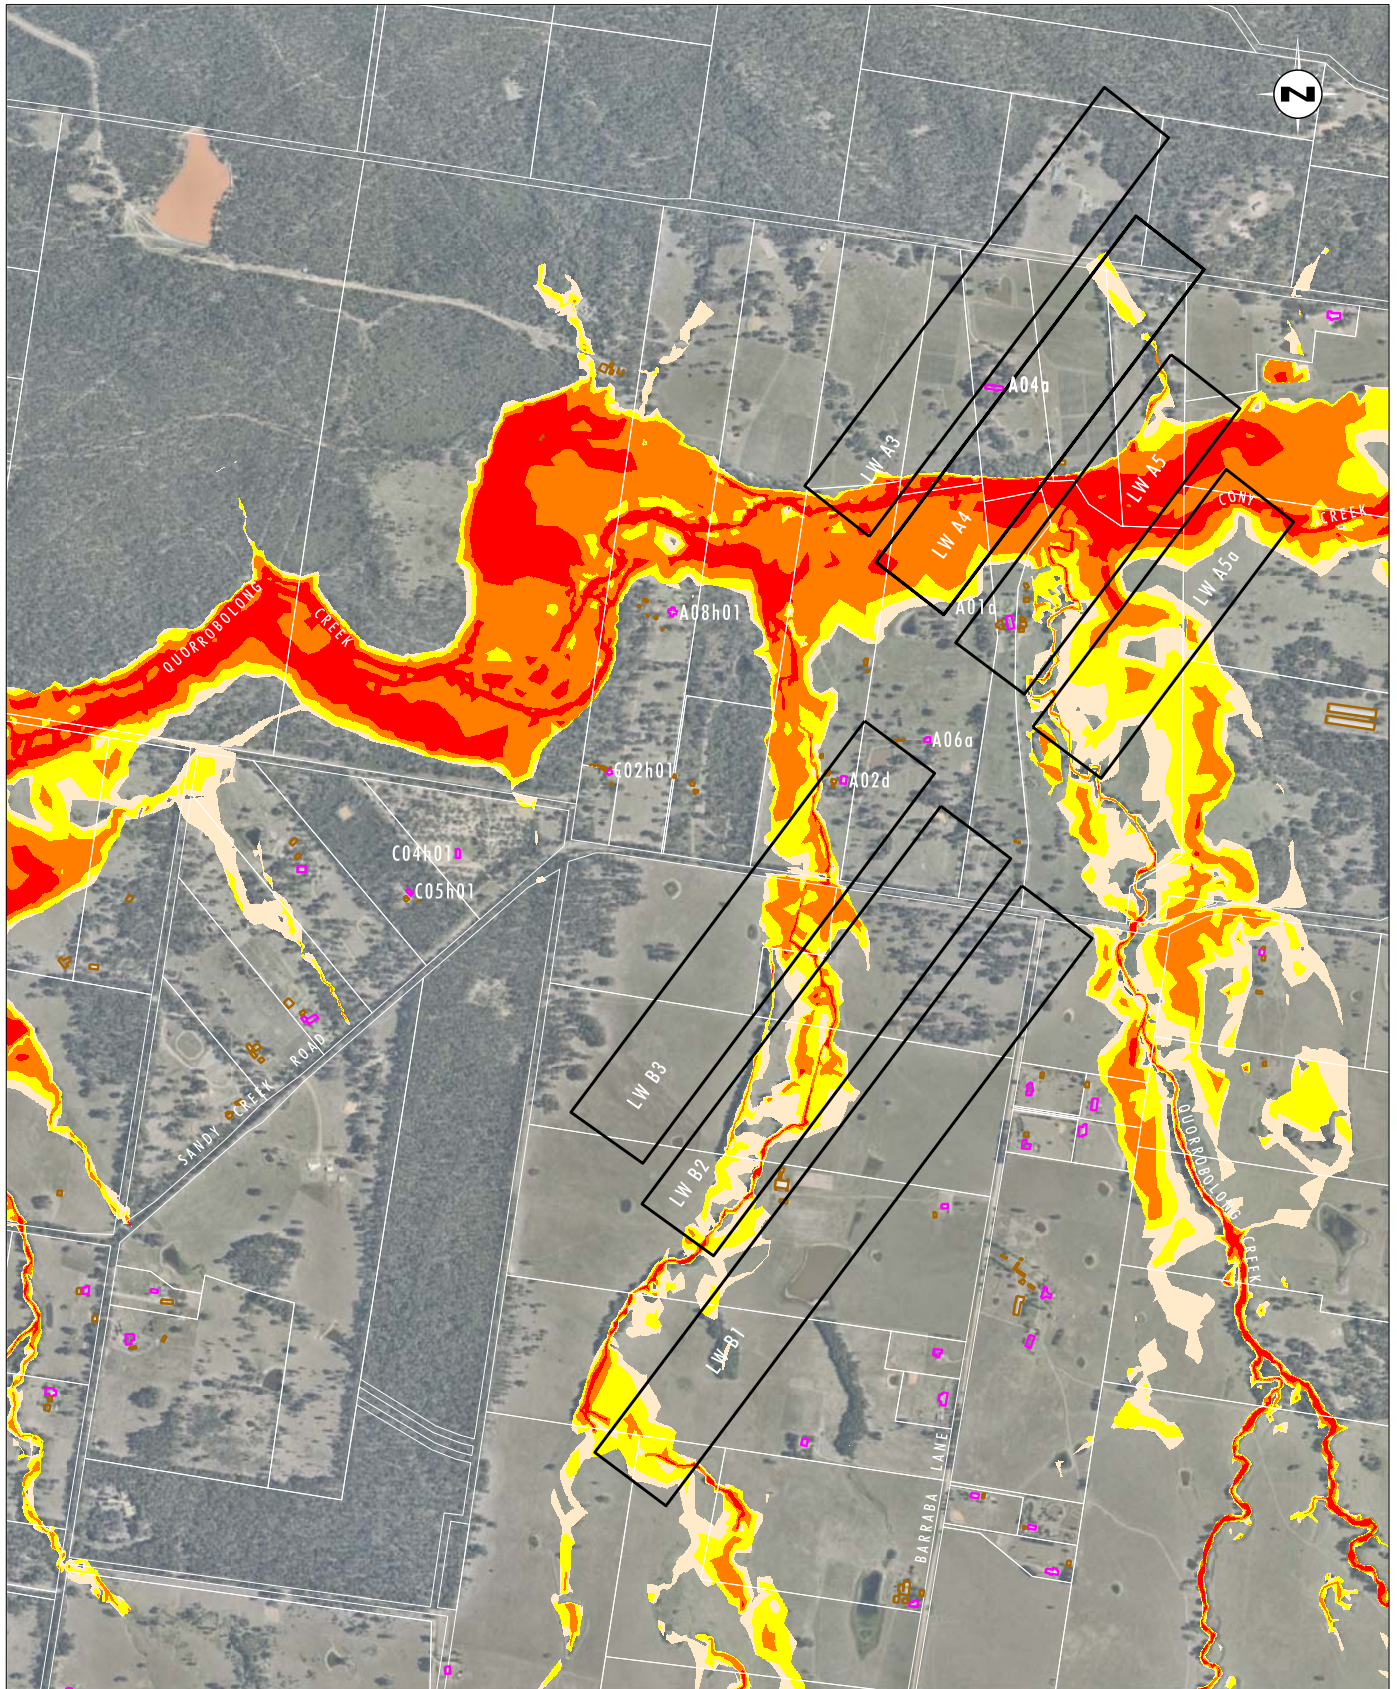 N
A04a
LW A3
LW A5
CONY
CREEK
LW A4
LW A5a
QUORROBOLONG
CREEK
A08h01
A01d
A06a
C02h01
A02d
C04h01
C05h01
SANDY CREEK ROAD
LW B3
QUORROBOLONG
CREEK
LW B2
LW B1
BARRABA LANE